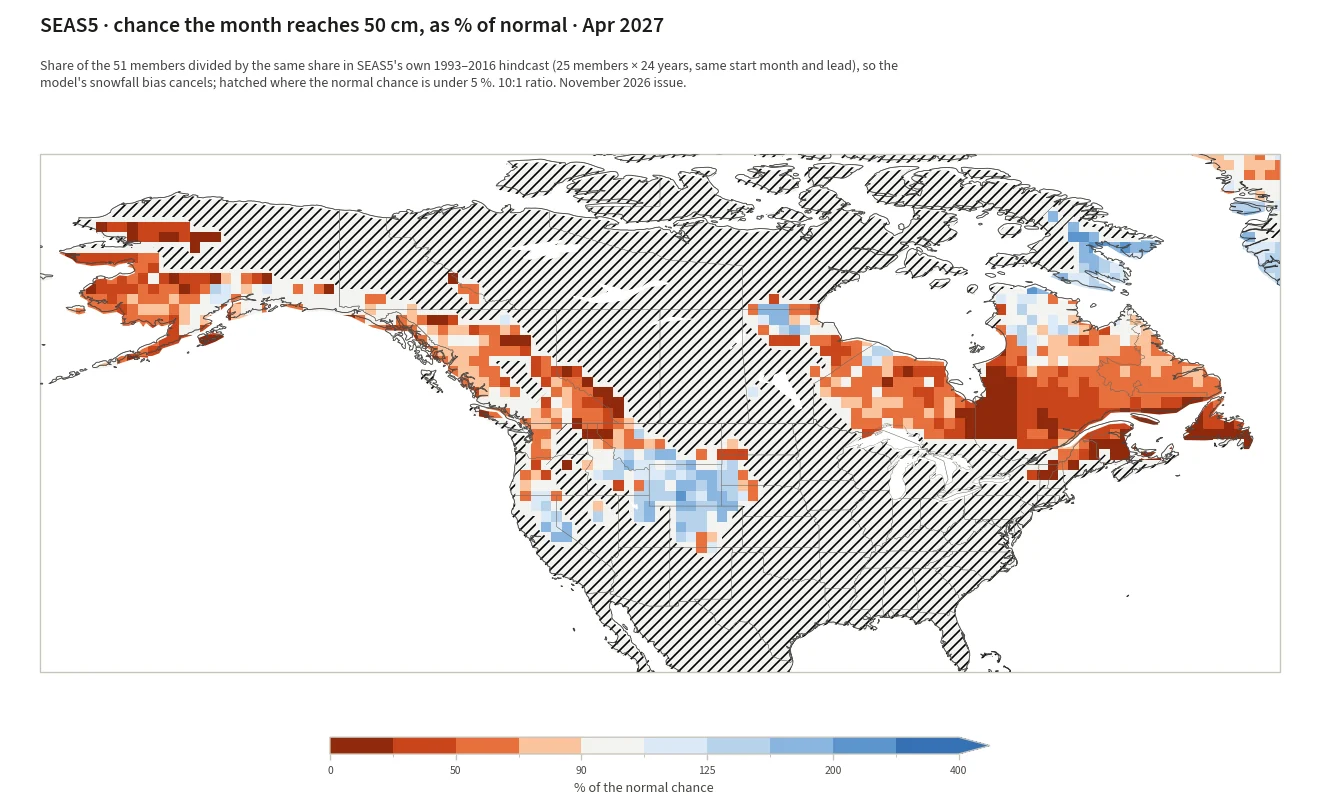 SEAS5 · chance the month reaches 50 cm, as % of normal · Apr 2027
Share of the 51 members divided by the same share in SEAS5's own 1993–2016 hindcast (25 members × 24 years, same start month and lead), so the
model's snowfall bias cancels; hatched where the normal chance is under 5 %. 10:1 ratio. November 2026 issue.
0 50 90 125 200 400
% of the normal chance